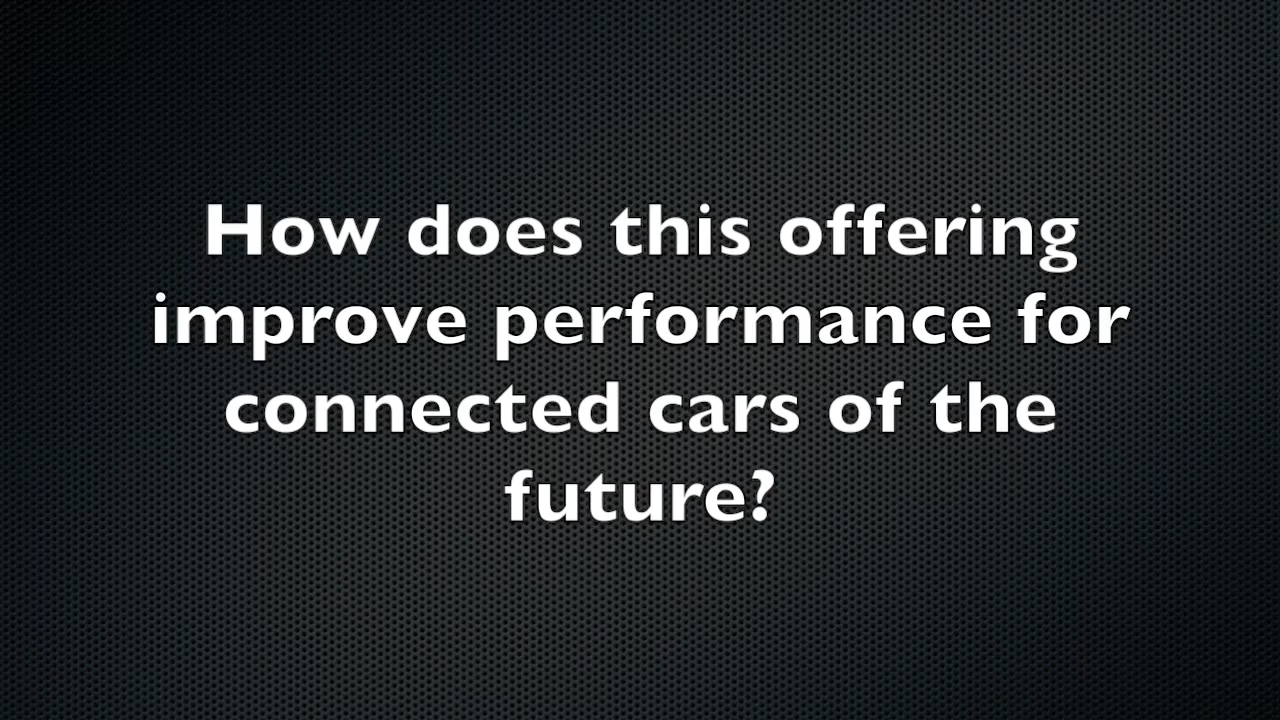 How does this offering
improve performance for
connected cars of the
future?